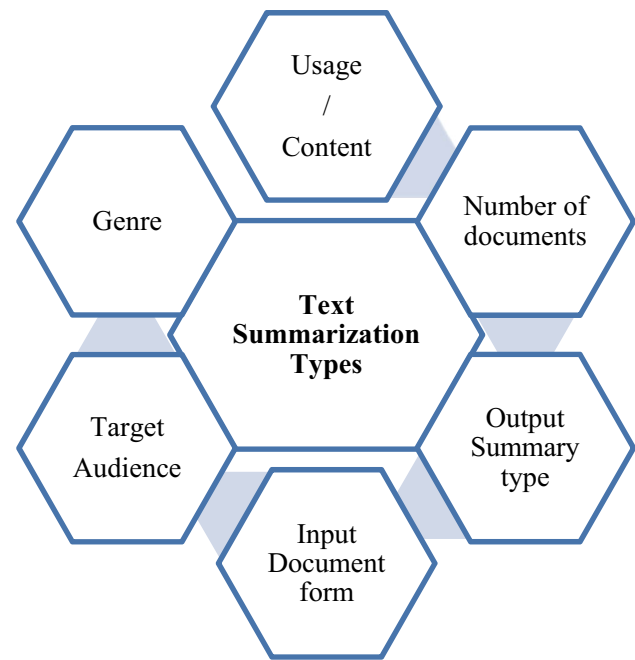 Usage
/
Content
Number of
documents
Output
Summary
type
Input
Document
form
Target
Audience
Genre
Text
Summarization
Types